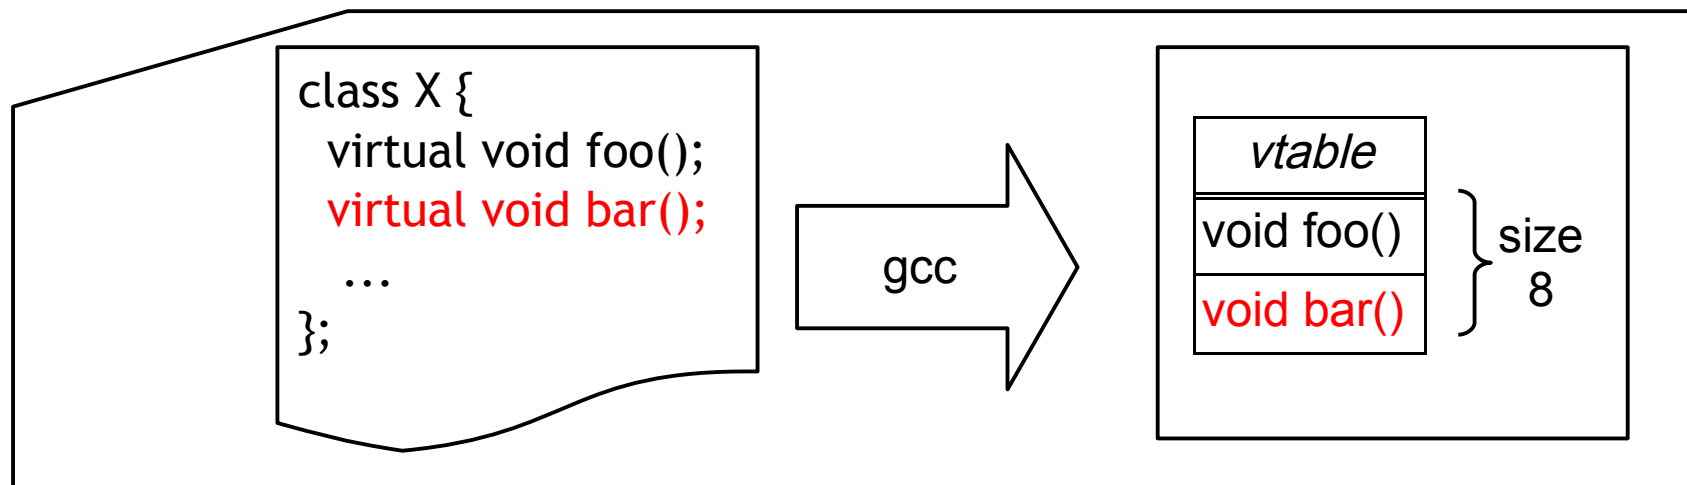 class X {
virtual void foo();
virtual void bar();
...
};
gcc
vtable
void foo()
void bar()
size
8